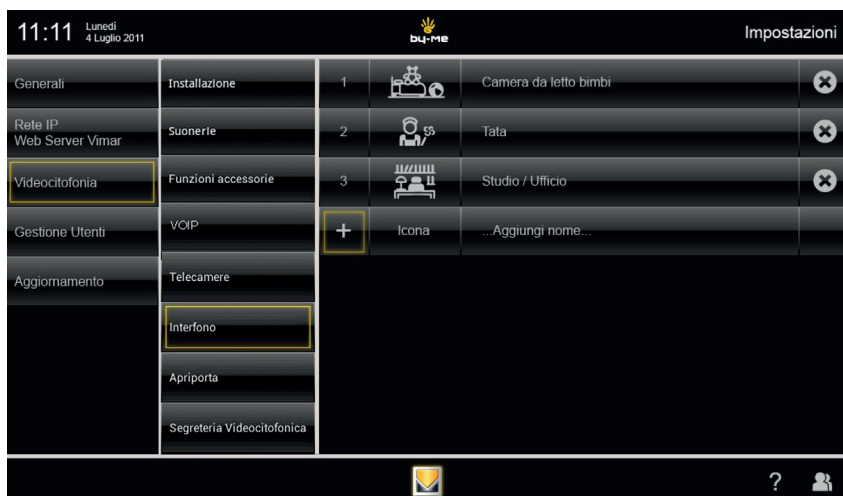 11:11 Lunedì
4 Luglio 2011
by-me
Impostazioni
Generali
Rete IP
Web Server Vimar
Videocitofonia
Gestione Utenti
Aggiornamento
Installazione
Suonerie
Funzioni accessorie
VOIP
Telecamere
Interfono
Apriporta
Segreteria Videocitofonica
1 Camera da letto bimbi
2 Tata
3 Studio / Ufficio
+ Icona ...Aggiungi nome...
?